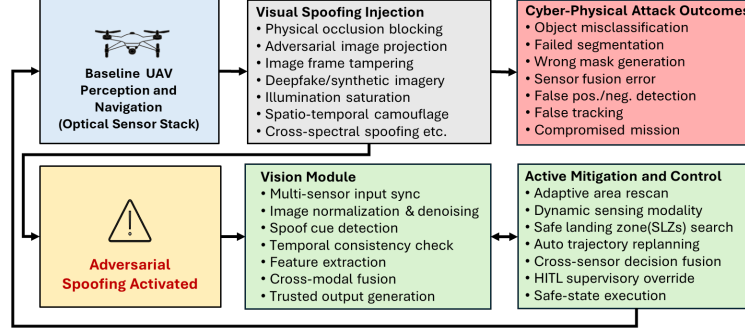 Baseline UAV
Perception and
Navigation
(Optical Sensor Stack)
Visual Spoofing Injection
• Physical occlusion blocking
• Adversarial image projection
• Image frame tampering
• Deepfake/synthetic imagery
• Illumination saturation
• Spatio-temporal camouflage
• Cross-spectral spoofing etc.
Cyber-Physical Attack Outcomes
• Object misclassification
• Failed segmentation
• Wrong mask generation
• Sensor fusion error
• False pos./neg. detection
• False tracking
• Compromised mission
Adversarial
Spoofing Activated
Vision Module
• Multi-sensor input sync
• Image normalization & denoising
• Spoof cue detection
• Temporal consistency check
• Feature extraction
• Cross-modal fusion
• Trusted output generation
Active Mitigation and Control
• Adaptive area rescan
• Dynamic sensing modality
• Safe landing zone(SLZs) search
• Auto trajectory replanning
• Cross-sensor decision fusion
• HITL supervisory override
• Safe-state execution